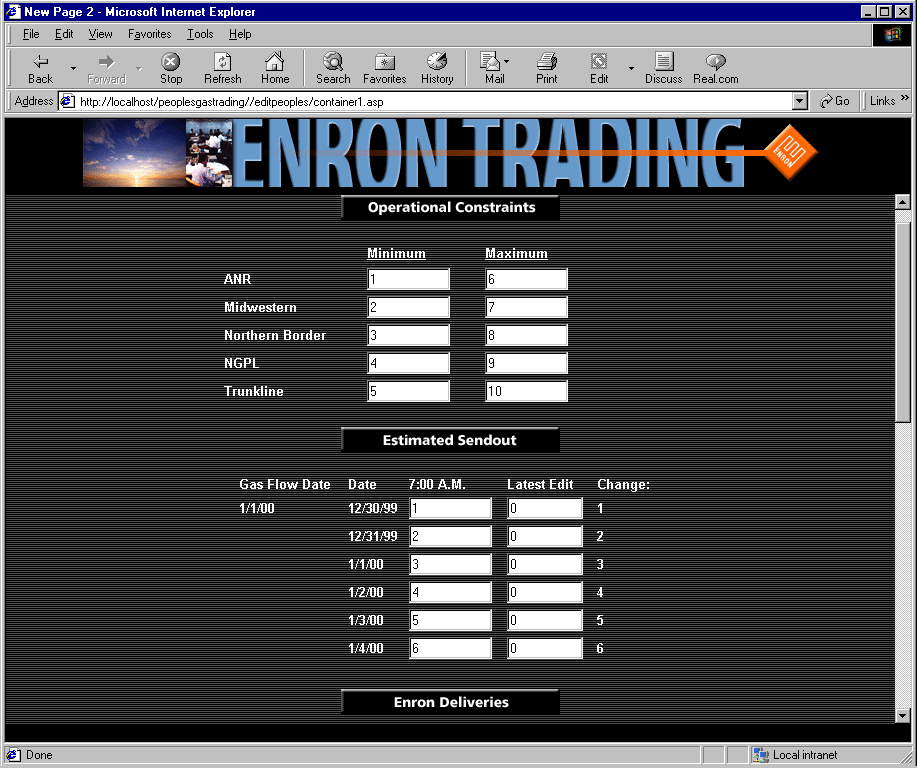 New Page 2 - Microsoft Internet Explorer
File Edit View Favorites Tools Help
Back Forward Stop Refresh Home Search Favorites History Mail Print Edit Discuss Real.com
Address http://localhost/peoplesgastrading//editpeoples/container1.asp Go Links »
ENRON TRADING ENRON
Operational Constraints
Minimum Maximum
ANR 1 6
Midwestern 2 7
Northern Border 3 8
NGPL 4 9
Trunkline 5 10
Estimated Sendout
Gas Flow Date Date 7:00 A.M. Latest Edit Change:
1/1/00 12/30/99 1 0 1
12/31/99 2 0 2
1/1/00 3 0 3
1/2/00 4 0 4
1/3/00 5 0 5
1/4/00 6 0 6
Enron Deliveries
Done Local intranet